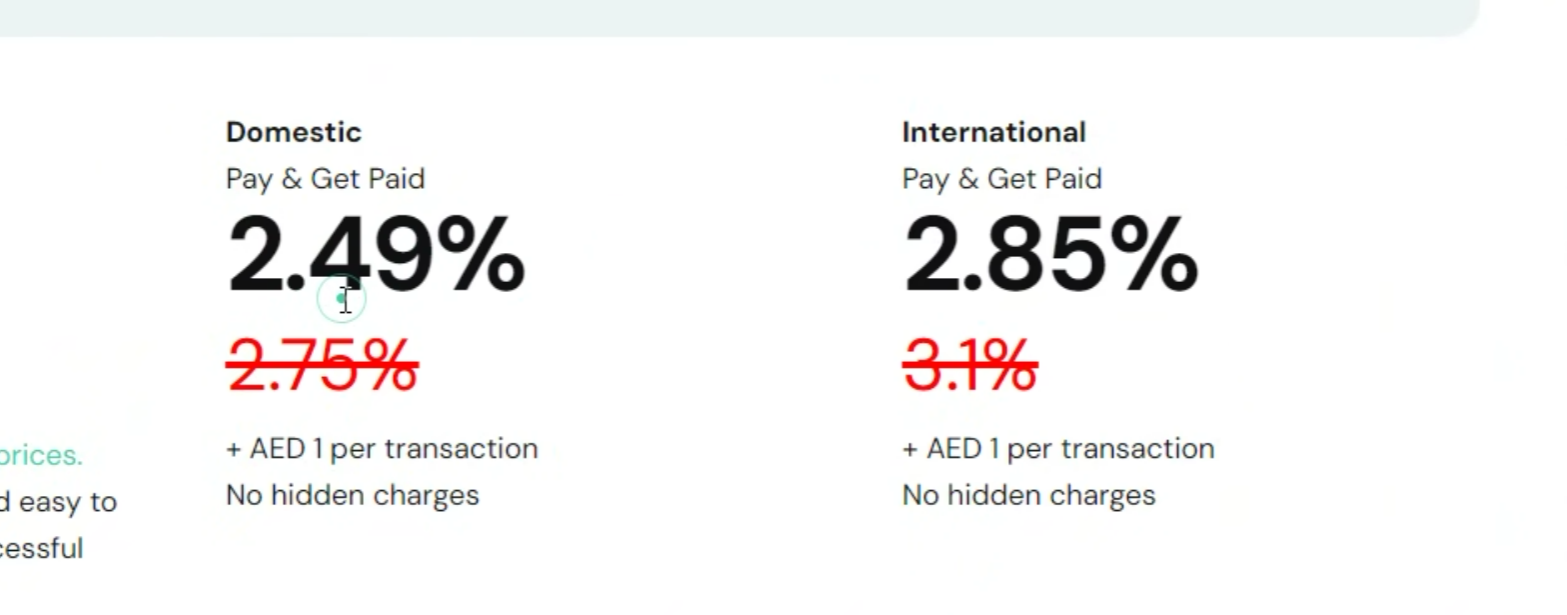 Domestic
Pay & Get Paid
2.49%
2.75%
+ AED 1 per transaction
No hidden charges
International
Pay & Get Paid
2.85%
3.1%
+ AED 1 per transaction
No hidden charges
prices.
easy to